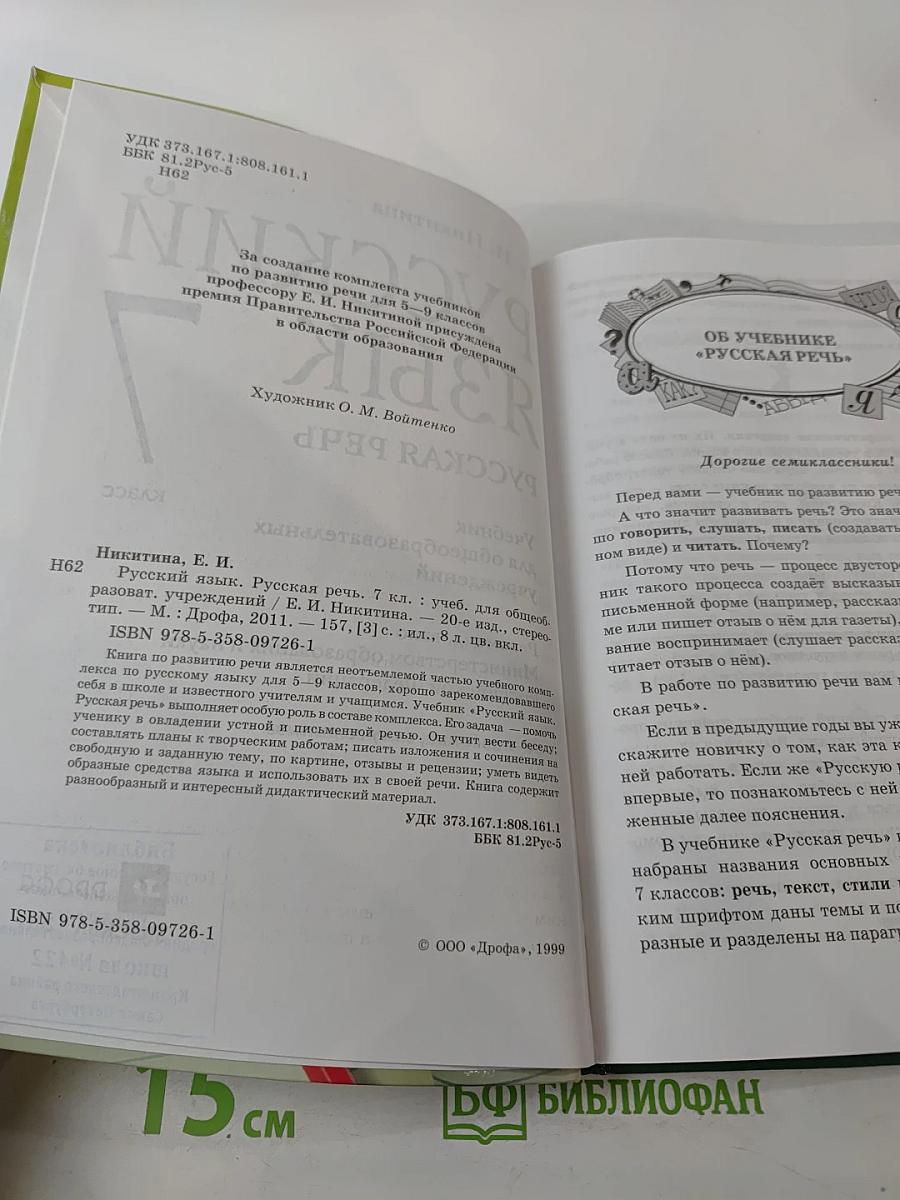 УДК 373.167.1:808.161.1
ББК 81.2Рус-5
Н62
За создание комплекта учебников
по развитию речи для 5—9 классов
профессору Е. И. Никитиной присуждена
премия Правительства Российской Федерации
в области образования
Художник О. М. Войтенко
Никитина, Е. И.
Н62 Русский язык. Русская речь. 7 кл. : учеб. для общеоб-
разоват. учреждений / Е. И. Никитина. — 20-е изд., стерео-
тип. — М. : Дрофа, 2011. — 157, [3] с. : ил., 8 л. цв. вкл.
ISBN 978-5-358-09726-1
Книга по развитию речи является неотъемлемой частью учебного комп-
лекса по русскому языку для 5—9 классов, хорошо зарекомендовавшего
себя в школе и известного учителям и учащимся. Учебник «Русский язык.
Русская речь» выполняет особую роль в составе комплекса. Его задача — помочь
ученику в овладении устной и письменной речью. Он учит вести беседу;
составлять планы к творческим работам; писать изложения и сочинения на
свободную и заданную тему, по картине, отзывы и рецензии; уметь видеть
образные средства языка и использовать их в своей речи. Книга содержит
разнообразный и интересный дидактический материал.
УДК 373.167.1:808.161.1
ББК 81.2Рус-5
ISBN 978-5-358-09726-1
© ООО «Дрофа», 1999
ЧТО?
ОБ УЧЕБНИКЕ
«РУССКАЯ РЕЧЬ»
КАК?
Я
Дорогие семиклассники!
Перед вами — учебник по развитию реч
А что значит развивать речь? Это знач
шо говорить, слушать, писать (создават
ном виде) и читать. Почему?
Потому что речь — процесс двусторо
ник такого процесса создаёт высказы
письменной форме (например, рассказ
ме или пишет отзыв о нём для газеты).
вание воспринимает (слушает расска
читает отзыв о нём).
В работе по развитию речи вам
ская речь».
Если в предыдущие годы вы уж
скажите новичку о том, как эта к
ней работать. Если же «Русскую р
впервые, то познакомьтесь с ней
женные далее пояснения.
В учебнике «Русская речь»
набраны названия основных
7 классов: речь, текст, стили
ким шрифтом даны темы и по
разные и разделены на параг
15 см
БФ БИБЛИОФАН